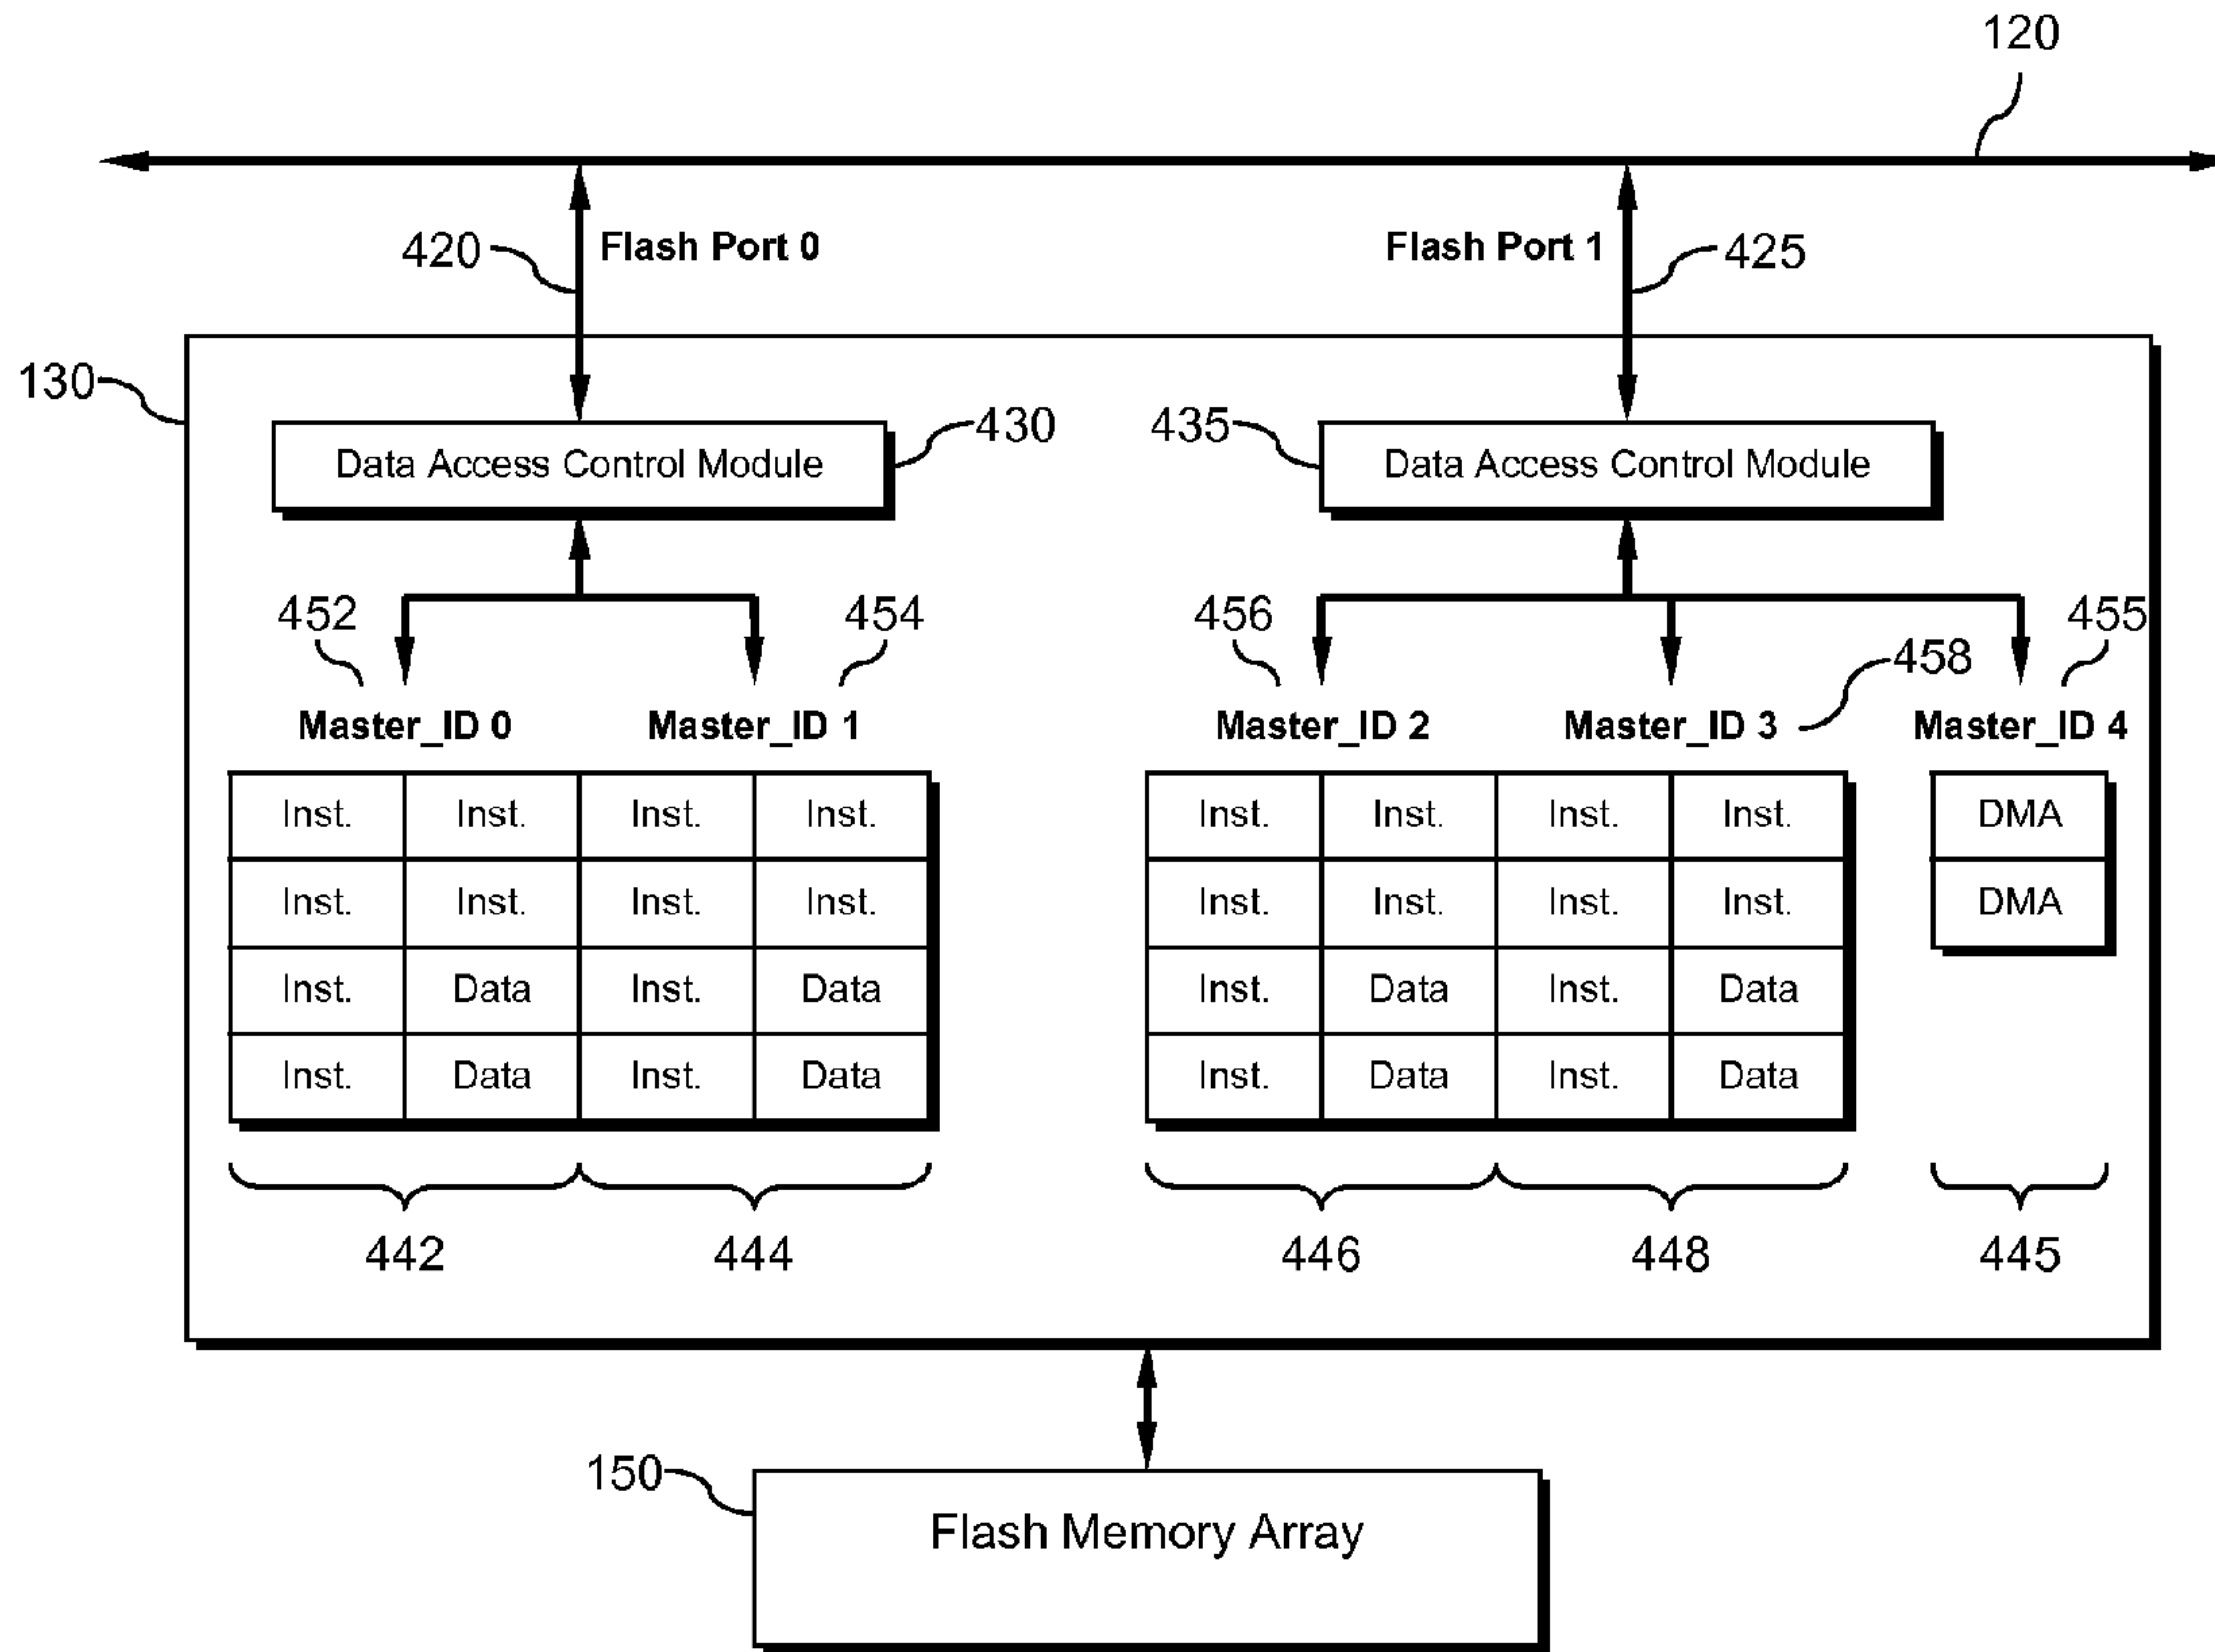 120
420 Flash Port 0 Flash Port 1 425
130
Data Access Control Module 430 435 Data Access Control Module
452 454 456 458 455
Master_ID 0 Master_ID 1 Master_ID 2 Master_ID 3 Master_ID 4
Inst. Inst. Inst. Inst. Inst. Inst. Inst. Inst. DMA
Inst. Inst. Inst. Inst. Inst. Inst. Inst. Inst. DMA
Inst. Data Inst. Data Inst. Data Inst. Data
Inst. Data Inst. Data Inst. Data Inst. Data
442 444 446 448 445
150
Flash Memory Array